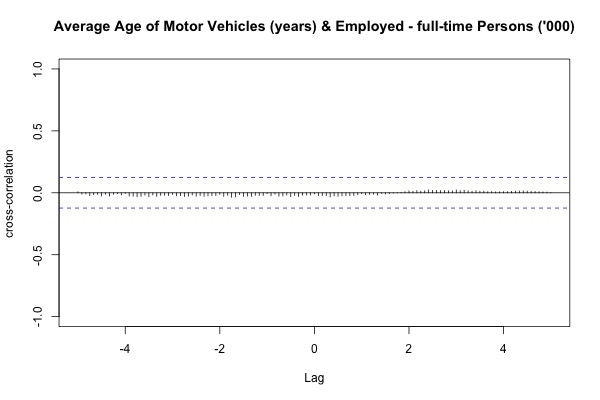 Average Age of Motor Vehicles (years) & Employed - full-time Persons ('000)
cross-correlation
1.0
0.5
0.0
-0.5
-1.0
-4 -2 0 2 4
Lag